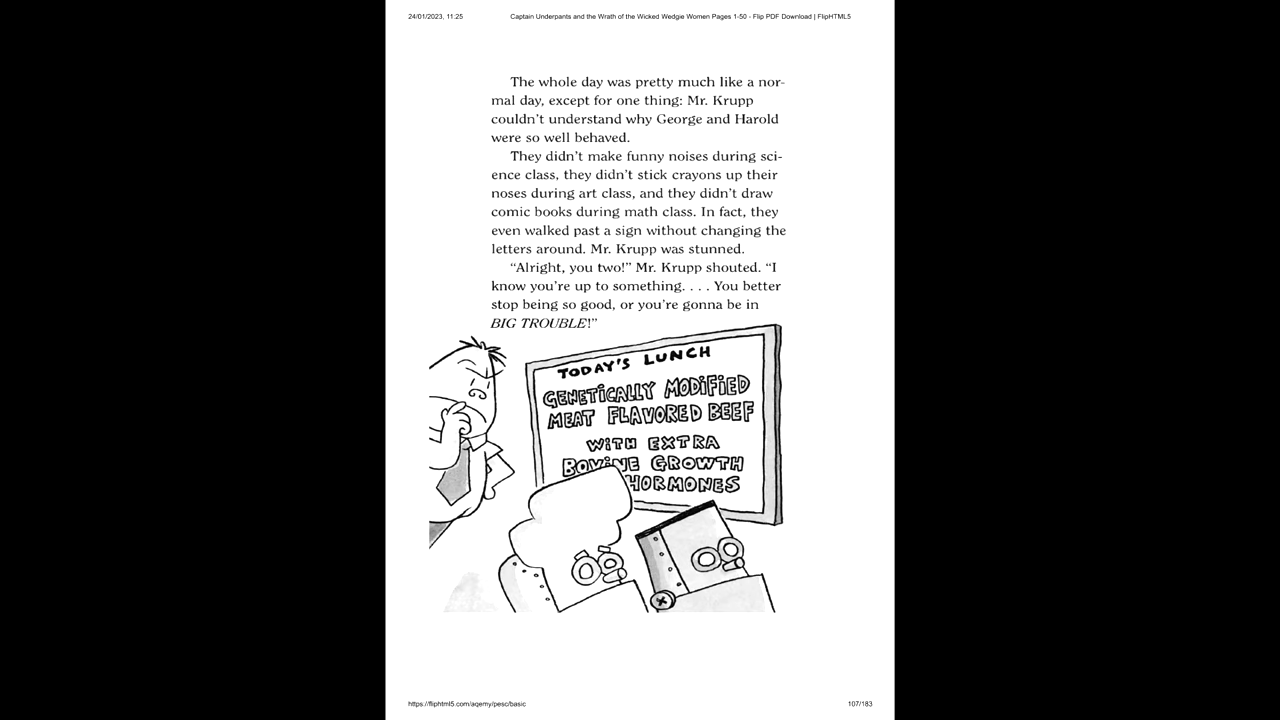 24/01/2023, 11:25
Captain Underpants and the Wrath of the Wicked Wedgie Women Pages 1-50 - Flip PDF Download | FlipHTML5
The whole day was pretty much like a nor-
mal day, except for one thing: Mr. Krupp
couldn't understand why George and Harold
were so well behaved.
They didn't make funny noises during sci-
ence class, they didn't stick crayons up their
noses during art class, and they didn't draw
comic books during math class. In fact, they
even walked past a sign without changing the
letters around. Mr. Krupp was stunned.
“Alright, you two!” Mr. Krupp shouted. “I
know you're up to something. . . . You better
stop being so good, or you're gonna be in
BIG TROUBLE!”
TODAY'S LUNCH
GENETiCALLY MODiFiED
MEAT FLAVORED BEEF
WiTH EXTRA
BOViNE GROWTH
HORMONES
https://fliphtml5.com/aqemy/pesc/basic
107/183